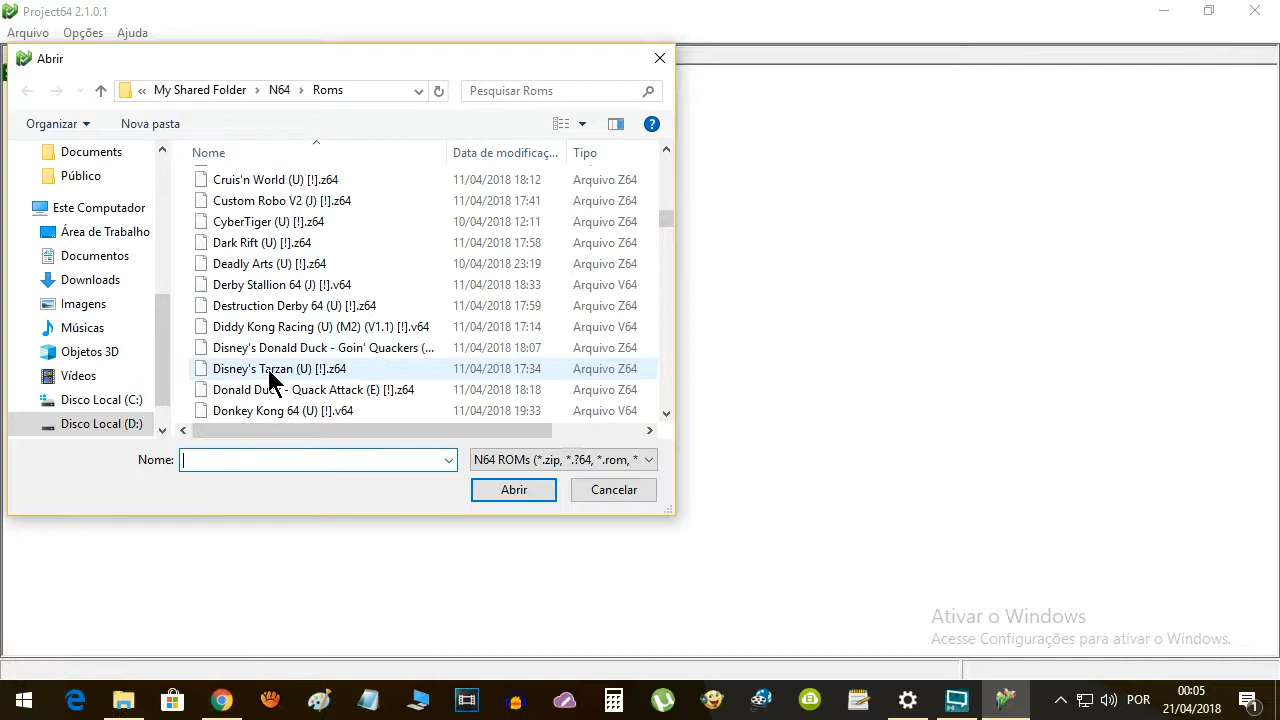 Project64 2.1.0.1
Arquivo Opções Ajuda
Abrir
« My Shared Folder > N64 > Roms
Pesquisar Roms
Organizar Nova pasta
Documents
Público
Este Computador
Área de Trabalho
Documentos
Downloads
Imagens
Músicas
Objetos 3D
Vídeos
Disco Local (C:)
Disco Local (D:)
Nome Data de modificaç... Tipo
Cruis'n World (U) [!].z64 11/04/2018 18:12 Arquivo Z64
Custom Robo V2 (J) [!].z64 11/04/2018 17:41 Arquivo Z64
CyberTiger (U) [!].z64 10/04/2018 12:11 Arquivo Z64
Dark Rift (U) [!].z64 11/04/2018 17:58 Arquivo Z64
Deadly Arts (U) [!].z64 10/04/2018 23:19 Arquivo Z64
Derby Stallion 64 (J) [!].v64 11/04/2018 18:33 Arquivo V64
Destruction Derby 64 (U) [!].z64 11/04/2018 17:59 Arquivo Z64
Diddy Kong Racing (U) (M2) (V1.1) [!].v64 11/04/2018 17:14 Arquivo V64
Disney's Donald Duck - Goin' Quackers (... 11/04/2018 18:07 Arquivo Z64
Disney's Tarzan (U) [!].z64 11/04/2018 17:34 Arquivo Z64
Donald Duck - Quack Attack (E) [!].z64 11/04/2018 18:18 Arquivo Z64
Donkey Kong 64 (U) [!].v64 11/04/2018 19:33 Arquivo V64
Nome: N64 ROMs (*.zip, *.?64, *.rom, *
Abrir Cancelar
Ativar o Windows
Acesse Configurações para ativar o Windows.
POR
00:05
21/04/2018
1